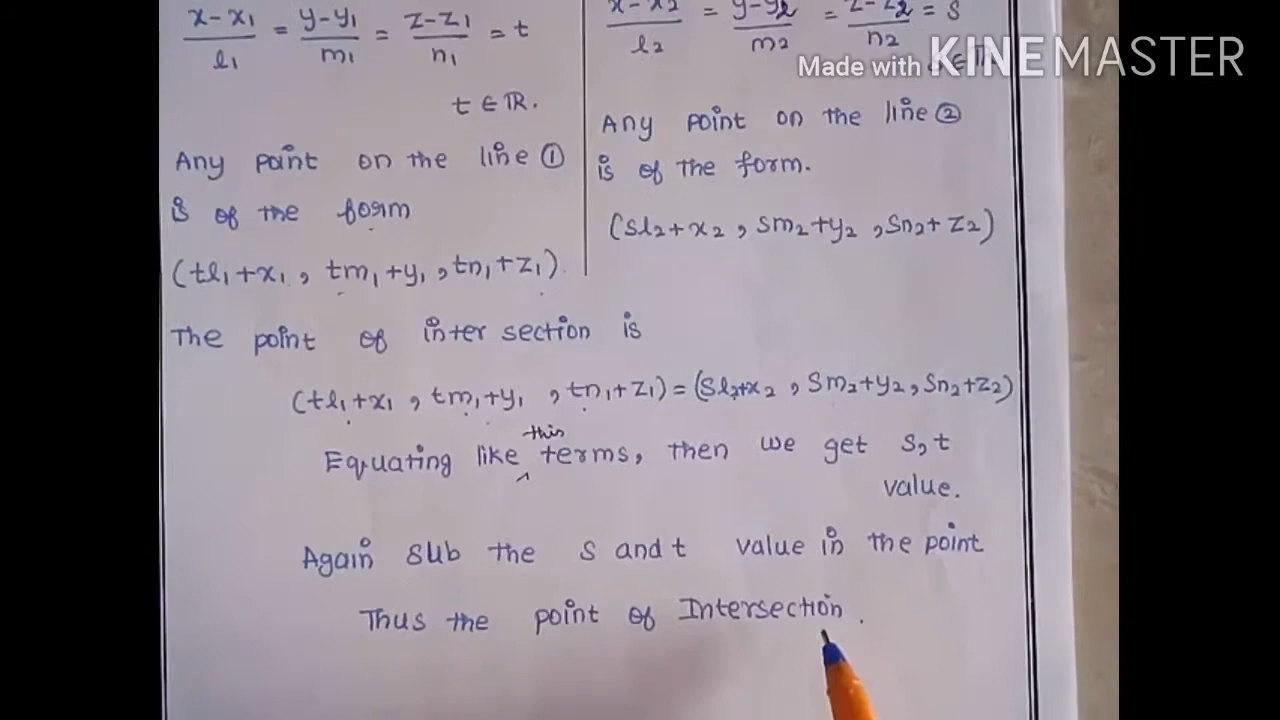 x-x₁/l₁ = y-y₁/m₁ = z-z₁/n₁ = t
t ∈ ℝ.
Any point on the line ①
is of the form
(tl₁+x₁, tm₁+y₁, tn₁+z₁).
x-x₂/l₂ = y-y₂/m₂ = z-z₂/n₂ = s
Made with KINEMASTER
Any point on the line ②
is of the form.
(sl₂+x₂, sm₂+y₂, sn₂+z₂)
The point of inter section is
(tl₁+x₁, tm₁+y₁, tn₁+z₁) = (sl₂+x₂, sm₂+y₂, sn₂+z₂)
Equating like this terms, then we get s,t
value.
Again sub the s and t value in the point
Thus the point of Intersection.